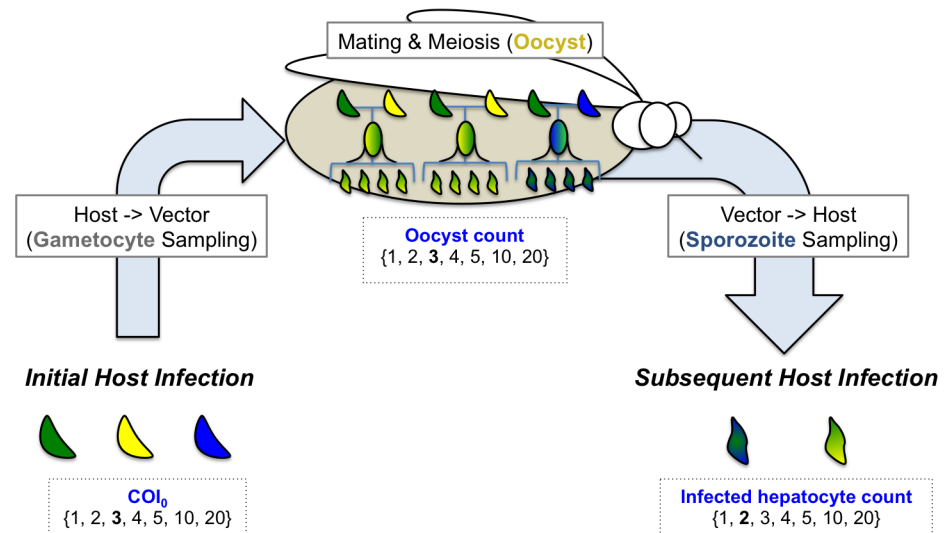 Mating & Meiosis (Oocyst)
Host -> Vector
(Gametocyte Sampling)
Vector -> Host
(Sporozoite Sampling)
Oocyst count
{1, 2, 3, 4, 5, 10, 20}
Initial Host Infection
Subsequent Host Infection
COI0
{1, 2, 3, 4, 5, 10, 20}
Infected hepatocyte count
{1, 2, 3, 4, 5, 10, 20}